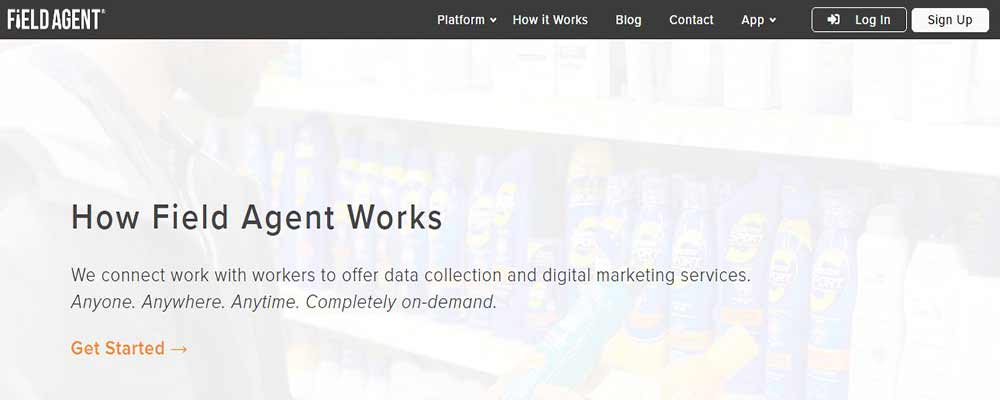 FiELD AGENT®
Platform How it Works Blog Contact App Log In Sign Up
How Field Agent Works
We connect work with workers to offer data collection and digital marketing services.
Anyone. Anywhere. Anytime. Completely on-demand.
Get Started →
SPORT